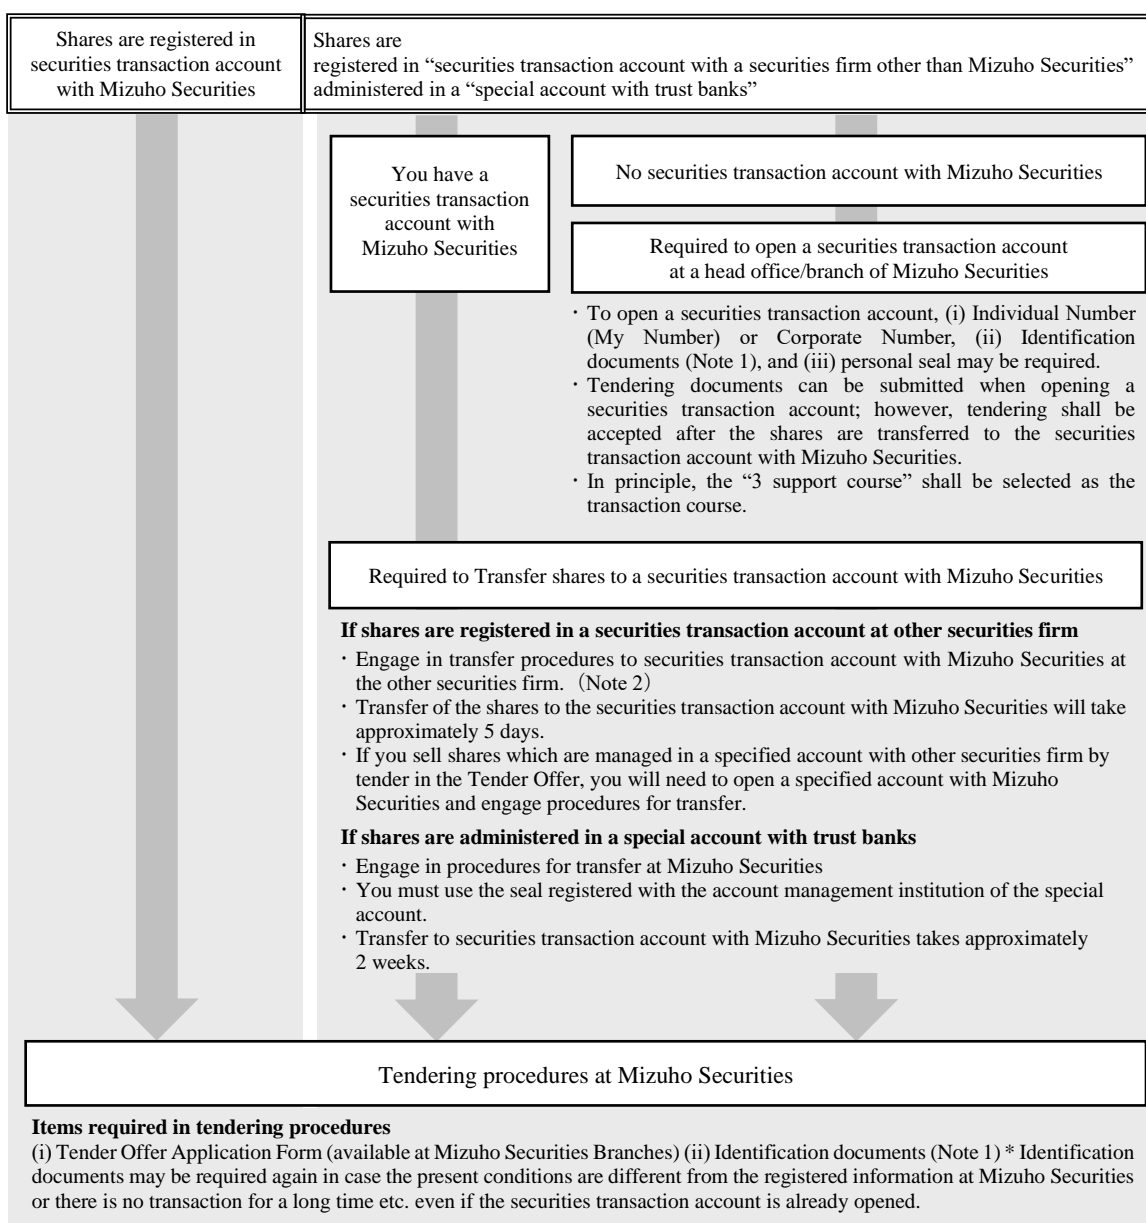 Shares are registered in
securities transaction account
with Mizuho Securities
Shares are
registered in “securities transaction account with a securities firm other than Mizuho Securities”
administered in a “special account with trust banks”
You have a
securities transaction
account with
Mizuho Securities
No securities transaction account with Mizuho Securities
Required to open a securities transaction account
at a head office/branch of Mizuho Securities
・To open a securities transaction account, (i) Individual Number
(My Number) or Corporate Number, (ii) Identification
documents (Note 1), and (iii) personal seal may be required.
・Tendering documents can be submitted when opening a
securities transaction account; however, tendering shall be
accepted after the shares are transferred to the securities
transaction account with Mizuho Securities.
・In principle, the “3 support course” shall be selected as the
transaction course.
Required to Transfer shares to a securities transaction account with Mizuho Securities
If shares are registered in a securities transaction account at other securities firm
・Engage in transfer procedures to securities transaction account with Mizuho Securities at
the other securities firm.（Note 2）
・Transfer of the shares to the securities transaction account with Mizuho Securities will take
approximately 5 days.
・If you sell shares which are managed in a specified account with other securities firm by
tender in the Tender Offer, you will need to open a specified account with Mizuho
Securities and engage procedures for transfer.
If shares are administered in a special account with trust banks
・Engage in procedures for transfer at Mizuho Securities
・You must use the seal registered with the account management institution of the special
account.
・Transfer to securities transaction account with Mizuho Securities takes approximately
2 weeks.
Tendering procedures at Mizuho Securities
Items required in tendering procedures
(i) Tender Offer Application Form (available at Mizuho Securities Branches) (ii) Identification documents (Note 1) * Identification
documents may be required again in case the present conditions are different from the registered information at Mizuho Securities
or there is no transaction for a long time etc. even if the securities transaction account is already opened.